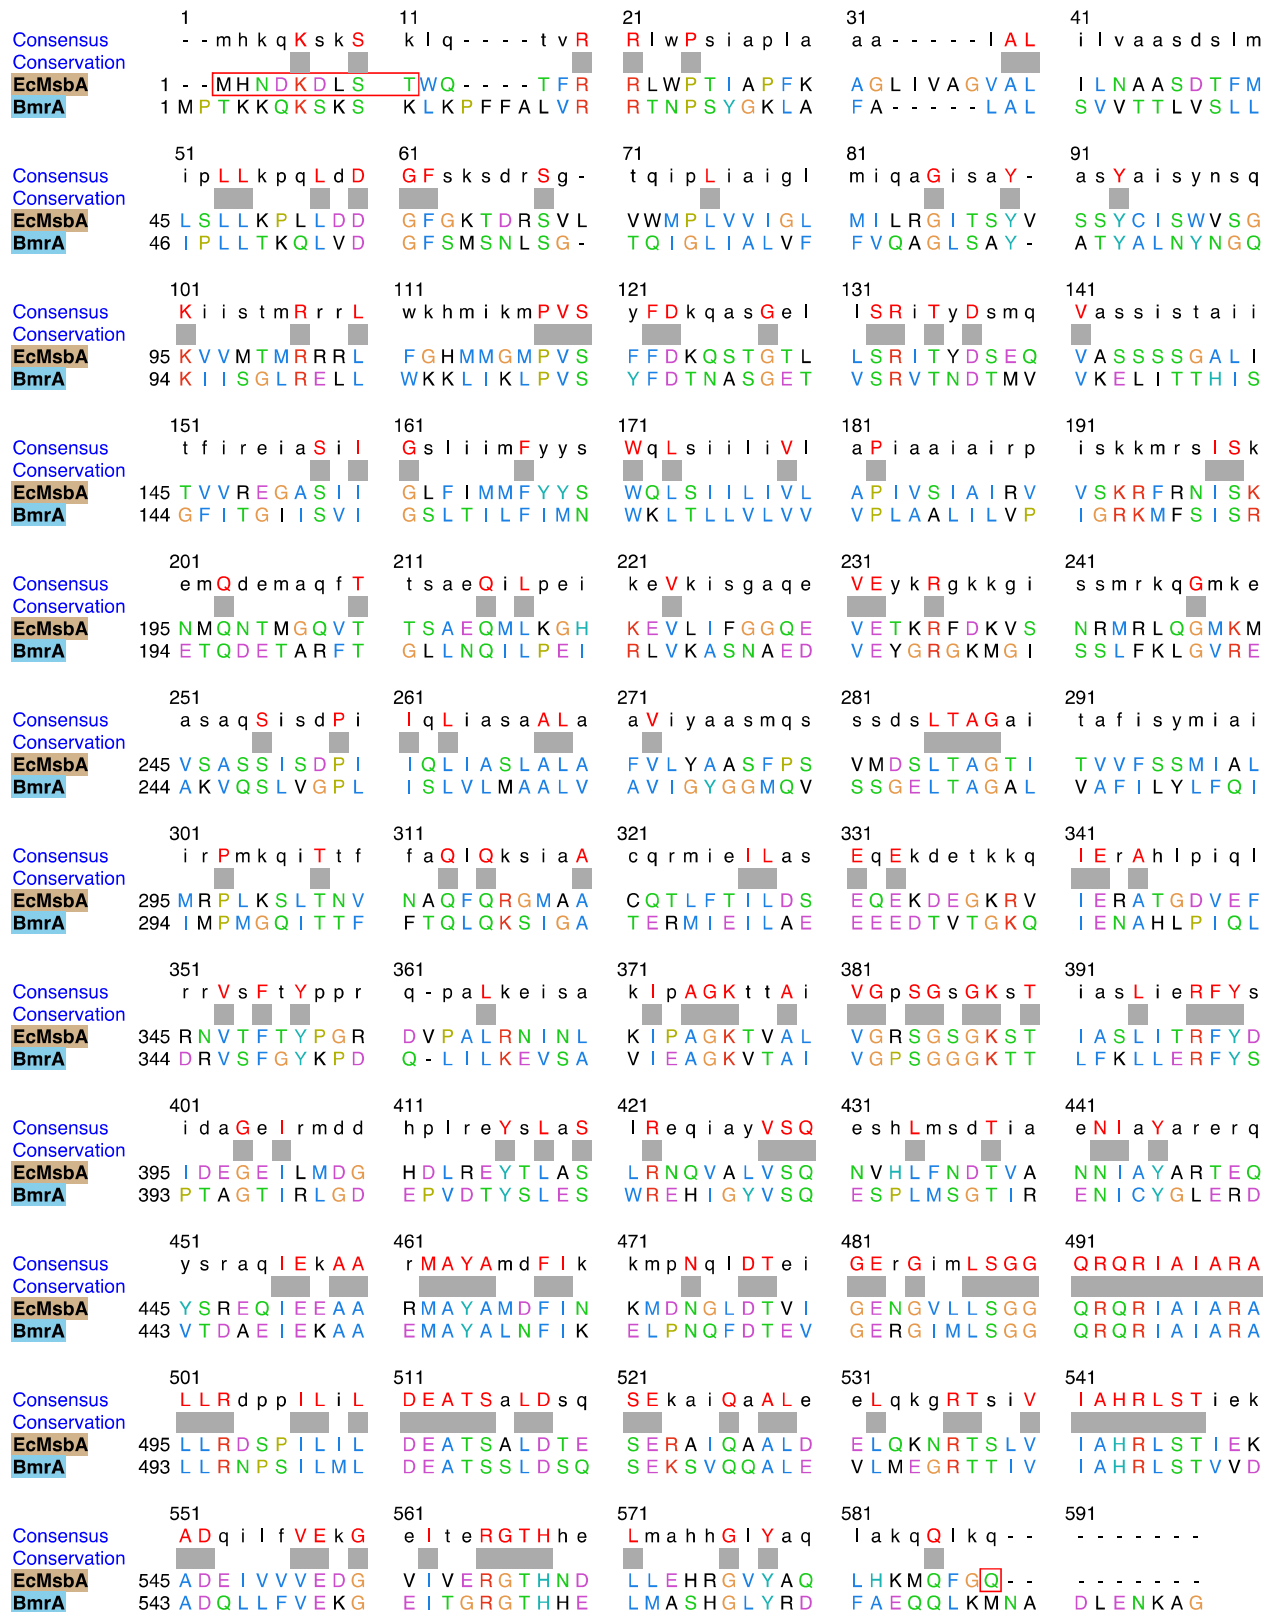 1 11 21 31 41
Consensus - - m h k q K s k S k l q - - - - t v R R l w P s i a p l a a a - - - - - l A L i l v a a s d s l m
Conservation
EcMsbA 1 - - M H N D K D L S T W Q - - - - T F R R L W P T I A P F K A G L I V A G V A L I L N A A S D T F M
BmrA 1 M P T K K Q K S K S K L K P F F A L V R R T N P S Y G K L A F A - - - - - L A L S V V T T L V S L L
51 61 71 81 91
Consensus i p L L k p q L d D G F s k s d r S g - t q i p L i a i g l m i q a G i s a Y - a s Y a i s y n s q
Conservation
EcMsbA 45 L S L L K P L L D D G F G K T D R S V L V W M P L V V I G L M I L R G I T S Y V S S Y C I S W V S G
BmrA 46 I P L L T K Q L V D G F S M S N L S G - T Q I G L I A L V F F V Q A G L S A Y - A T Y A L N Y N G Q
101 111 121 131 141
Consensus K i i s t m R r r L w k h m i k m P V S y F D k q a s G e l l S R i T y D s m q V a s s i s t a i i
Conservation
EcMsbA 95 K V V M T M R R R L F G H M M G M P V S F F D K Q S T G T L L S R I T Y D S E Q V A S S S S G A L I
BmrA 94 K I I S G L R E L L W K K L I K L P V S Y F D T N A S G E T V S R V T N D T M V V K E L I T T H I S
151 161 171 181 191
Consensus t f i r e i a S i I G s l i i m F y y s W q L s i i l i V l a P i a a i a i r p i s k k m r s I S k
Conservation
EcMsbA 145 T V V R E G A S I I G L F I M M F Y Y S W Q L S I I L I V L A P I V S I A I R V V S K R F R N I S K
BmrA 144 G F I T G I I S V I G S L T I L F I M N W K L T L L V L V V V P L A A L I L V P I G R K M F S I S R
201 211 221 231 241
Consensus e m Q d e m a q f T t s a e Q i L p e i k e V k i s g a q e V E y k R g k k g i s s m r k q G m k e
Conservation
EcMsbA 195 N M Q N T M G Q V T T S A E Q M L K G H K E V L I F G G Q E V E T K R F D K V S N R M R L Q G M K M
BmrA 194 E T Q D E T A R F T G L L N Q I L P E I R L V K A S N A E D V E Y G R G K M G I S S L F K L G V R E
251 261 271 281 291
Consensus a s a q S i s d P i I q L i a s a A L a a V i y a a s m q s s s d s L T A G a i t a f i s y m i a i
Conservation
EcMsbA 245 V S A S S I S D P I I Q L I A S L A L A F V L Y A A S F P S V M D S L T A G T I T V V F S S M I A L
BmrA 244 A K V Q S L V G P L I S L V L M A A L V A V I G Y G G M Q V S S G E L T A G A L V A F I L Y L F Q I
301 311 321 331 341
Consensus i r P m k q i T t f f a Q l Q k s i a A c q r m i e I L a s E q E k d e t k k q I E r A h l p i q l
Conservation
EcMsbA 295 M R P L K S L T N V N A Q F Q R G M A A C Q T L F T I L D S E Q E K D E G K R V I E R A T G D V E F
BmrA 294 I M P M G Q I T T F F T Q L Q K S I G A T E R M I E I L A E E E E D T V T G K Q I E N A H L P I Q L
351 361 371 381 391
Consensus r r V s F t Y p p r q - p a L k e i s a k I p A G K t t A i V G p S G s G K s T i a s L i e R F Y s
Conservation
EcMsbA 345 R N V T F T Y P G R D V P A L R N I N L K I P A G K T V A L V G R S G S G K S T I A S L I T R F Y D
BmrA 344 D R V S F G Y K P D Q - L I L K E V S A V I E A G K V T A I V G P S G G G K T T L F K L L E R F Y S
401 411 421 431 441
Consensus i d a G e I r m d d h p l r e Y s L a S l R e q i a y V S Q e s h L m s d T i a e N I a Y a r e r q
Conservation
EcMsbA 395 I D E G E I L M D G H D L R E Y T L A S L R N Q V A L V S Q N V H L F N D T V A N N I A Y A R T E Q
BmrA 393 P T A G T I R L G D E P V D T Y S L E S W R E H I G Y V S Q E S P L M S G T I R E N I C Y G L E R D
451 461 471 481 491
Consensus y s r a q I E k A A r M A Y A m d F I k k m p N q l D T e i G E r G i m L S G G Q R Q R I A I A R A
Conservation
EcMsbA 445 Y S R E Q I E E A A R M A Y A M D F I N K M D N G L D T V I G E N G V L L S G G Q R Q R I A I A R A
BmrA 443 V T D A E I E K A A E M A Y A L N F I K E L P N Q F D T E V G E R G I M L S G G Q R Q R I A I A R A
501 511 521 531 541
Consensus L L R d p p I L i L D E A T S a L D s q S E k a i Q a A L e e L q k g R T s i V I A H R L S T i e k
Conservation
EcMsbA 495 L L R D S P I L I L D E A T S A L D T E S E R A I Q A A L D E L Q K N R T S L V I A H R L S T I E K
BmrA 493 L L R N P S I L M L D E A T S S L D S Q S E K S V Q Q A L E V L M E G R T T I V I A H R L S T V V D
551 561 571 581 591
Consensus A D q i l f V E k G e I t e R G T H h e L m a h h G l Y a q l a k q Q l k q - - - - - - - - -
Conservation
EcMsbA 545 A D E I V V V E D G V I V E R G T H N D L L E H R G V Y A Q L H K M Q F G Q - - - - - - - - -
BmrA 543 A D Q L L F V E K G E I T G R G T H H E L M A S H G L Y R D F A E Q Q L K M N A D L E N K A G